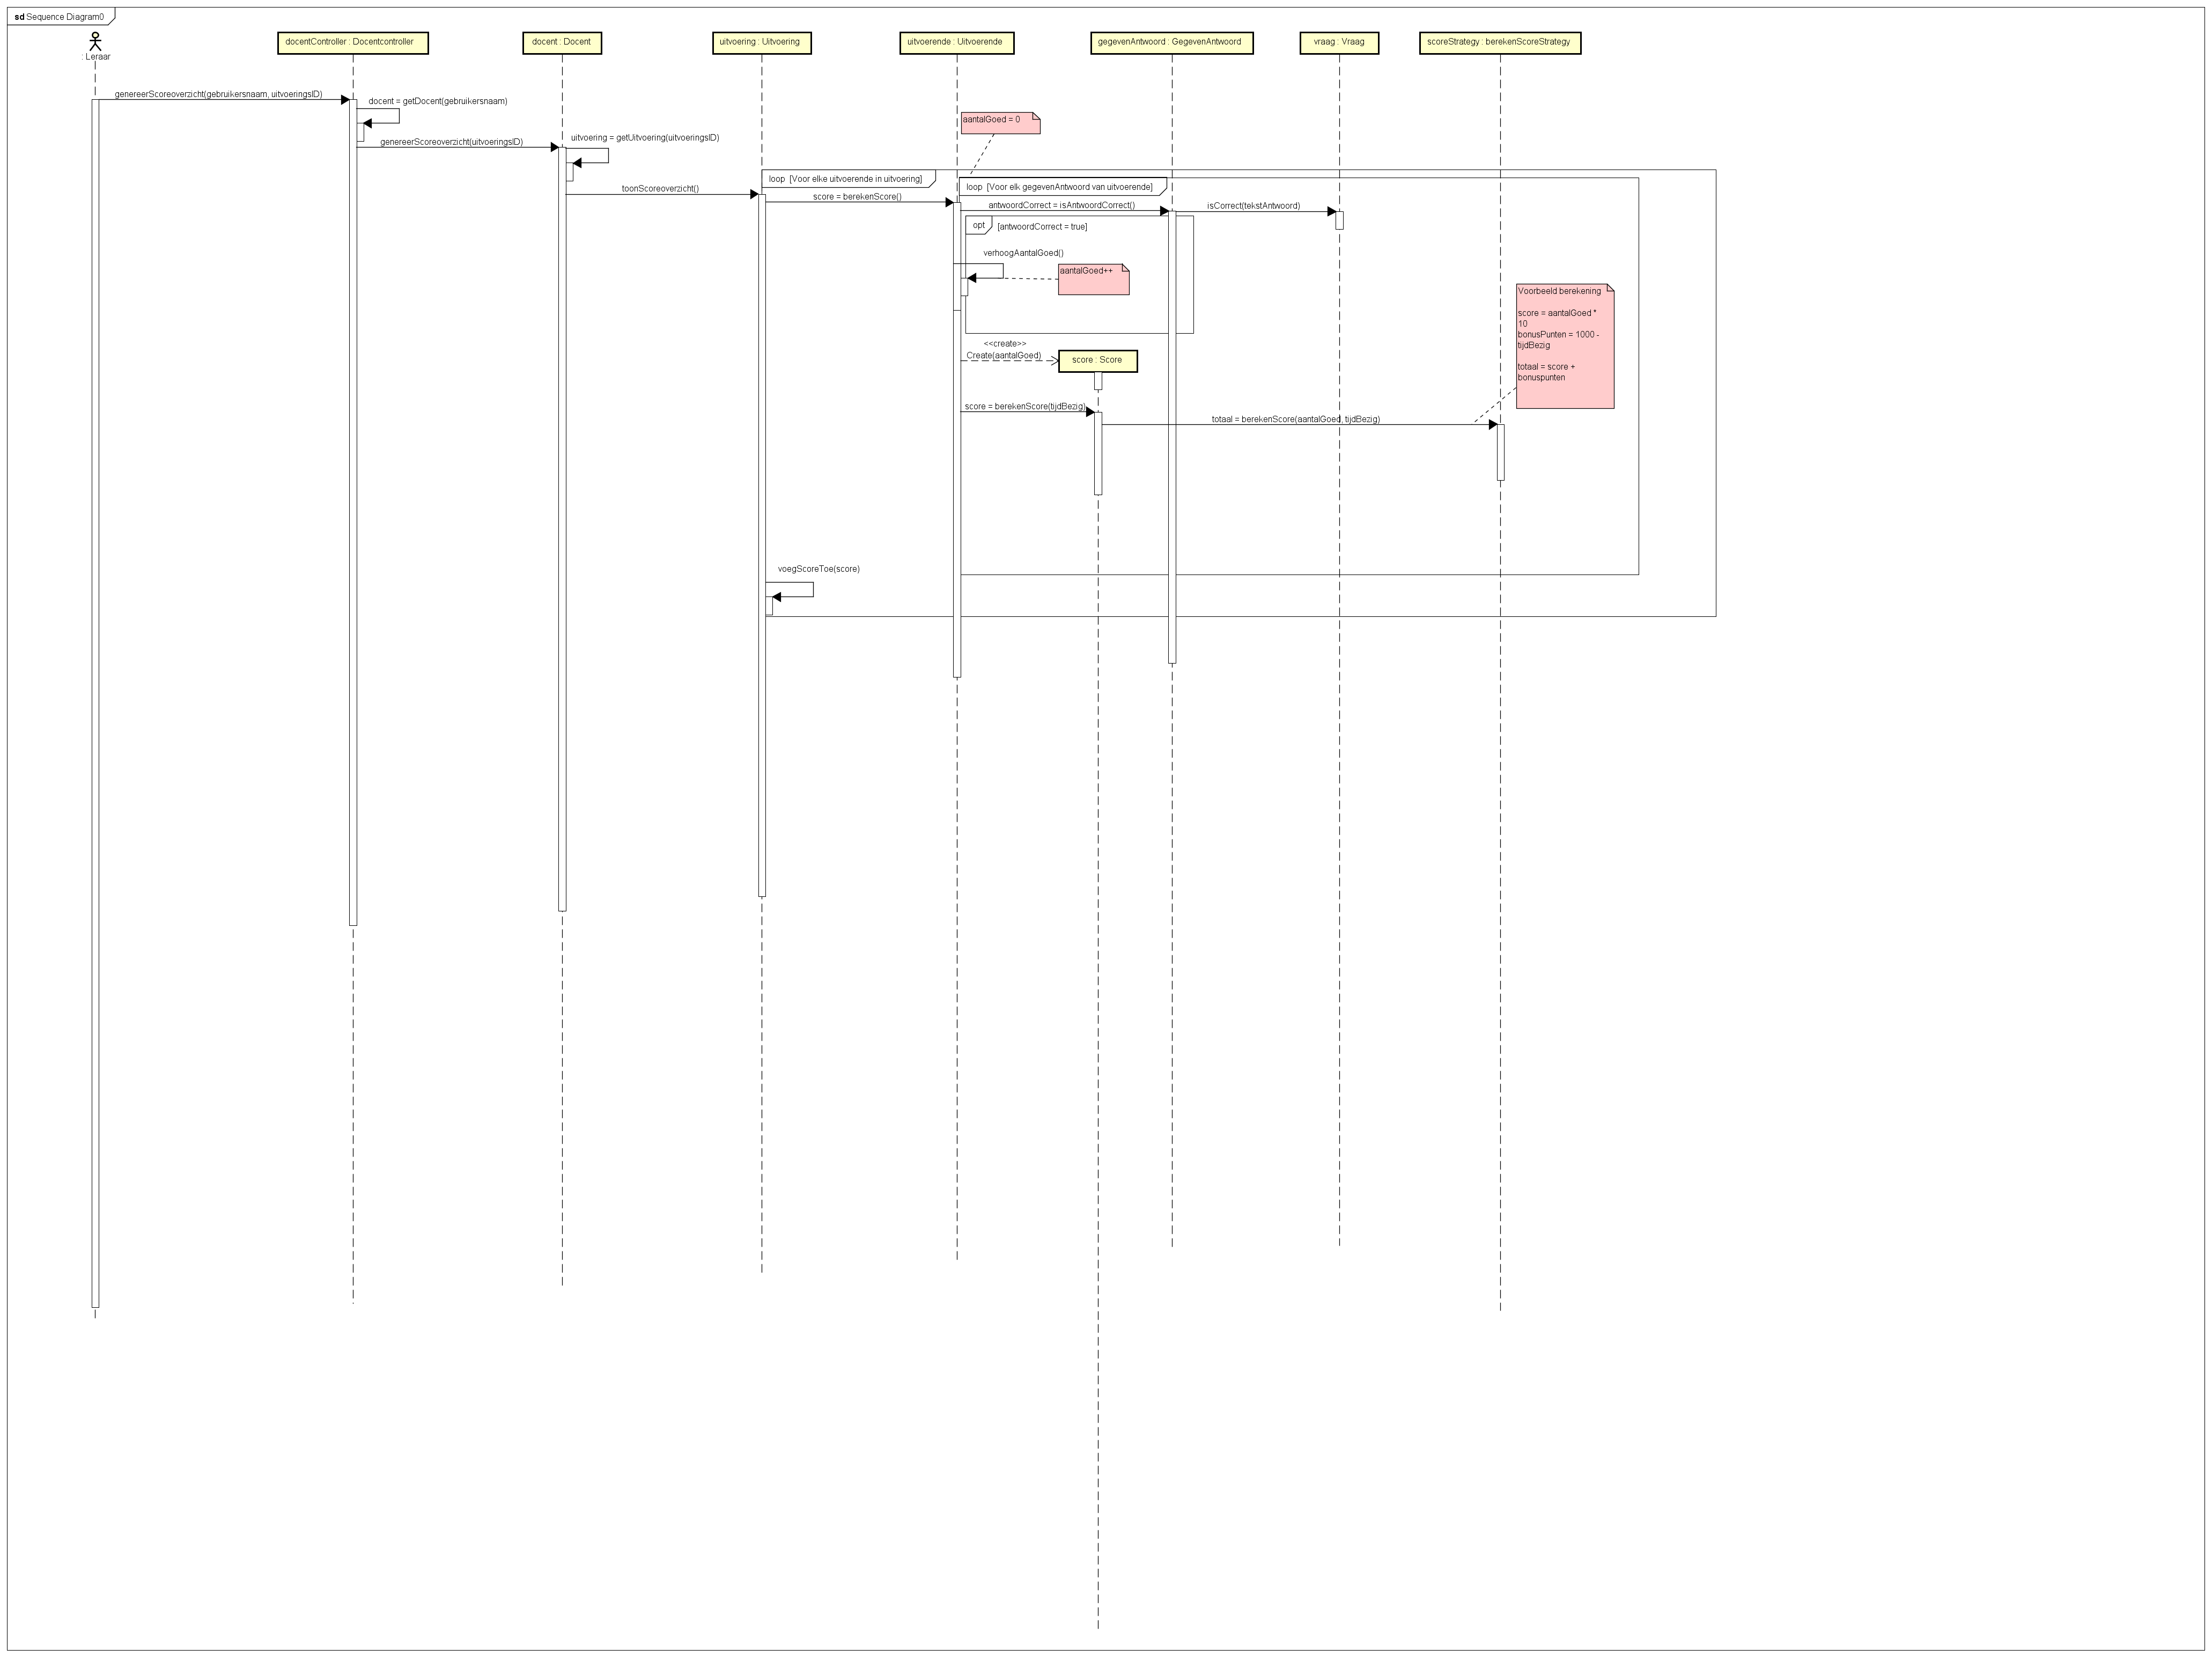 sd Sequence Diagram0
: Leraar
docentController : Docentcontroller
docent : Docent
uitvoering : Uitvoering
uitvoerende : Uitvoerende
gegevenAntwoord : GegevenAntwoord
vraag : Vraag
scoreStrategy : berekenScoreStrategy
genereerScoreoverzicht(gebruikersnaam, uitvoeringsID)
docent = getDocent(gebruikersnaam)
aantalGoed = 0
genereerScoreoverzicht(uitvoeringsID)
uitvoering = getUitvoering(uitvoeringsID)
loop [Voor elke uitvoerende in uitvoering]
loop [Voor elk gegevenAntwoord van uitvoerende]
toonScoreoverzicht()
score = berekenScore()
antwoordCorrect = isAntwoordCorrect()
isCorrect(tekstAntwoord)
opt [antwoordCorrect = true]
verhoogAantalGoed()
aantalGoed++
Voorbeeld berekening
score = aantalGoed *
10
bonusPunten = 1000 -
tijdBezig
totaal = score +
bonuspunten
<<create>>
Create(aantalGoed)
score : Score
score = berekenScore(tijdBezig)
totaal = berekenScore(aantalGoed, tijdBezig)
voegScoreToe(score)